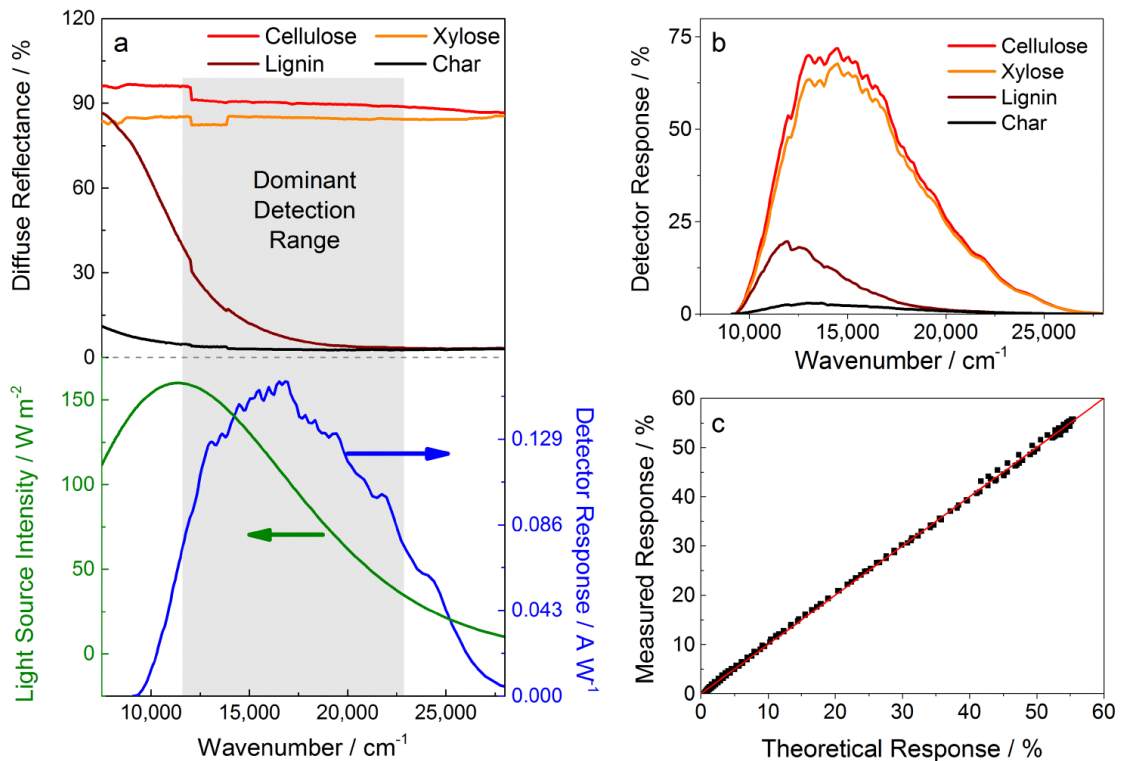 a
Cellulose
Xylose
Lignin
Char
120
90
60
30
0
Diffuse Reflectance / %
Dominant
Detection
Range
150
100
50
0
Light Source Intensity / W m-2
0.129
0.086
0.043
0.000
Detector Response / A W-1
10,000 15,000 20,000 25,000
Wavenumber / cm-1
b
Cellulose
Xylose
Lignin
Char
75
50
25
0
Detector Response / %
10,000 15,000 20,000 25,000
Wavenumber / cm-1
c
60
50
40
30
20
10
0
Measured Response / %
0 10 20 30 40 50 60
Theoretical Response / %